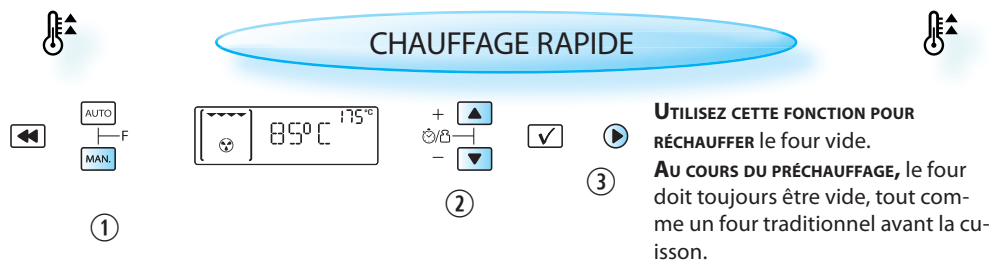 CHAUFFAGE RAPIDE
AUTO
F
MAN.
85°C 175°C
+
−
1
2
3
UTILISEZ CETTE FONCTION POUR
RÉCHAUFFER le four vide.
AU COURS DU PRÉCHAUFFAGE, le four
doit toujours être vide, tout com-
me un four traditionnel avant la cu-
isson.